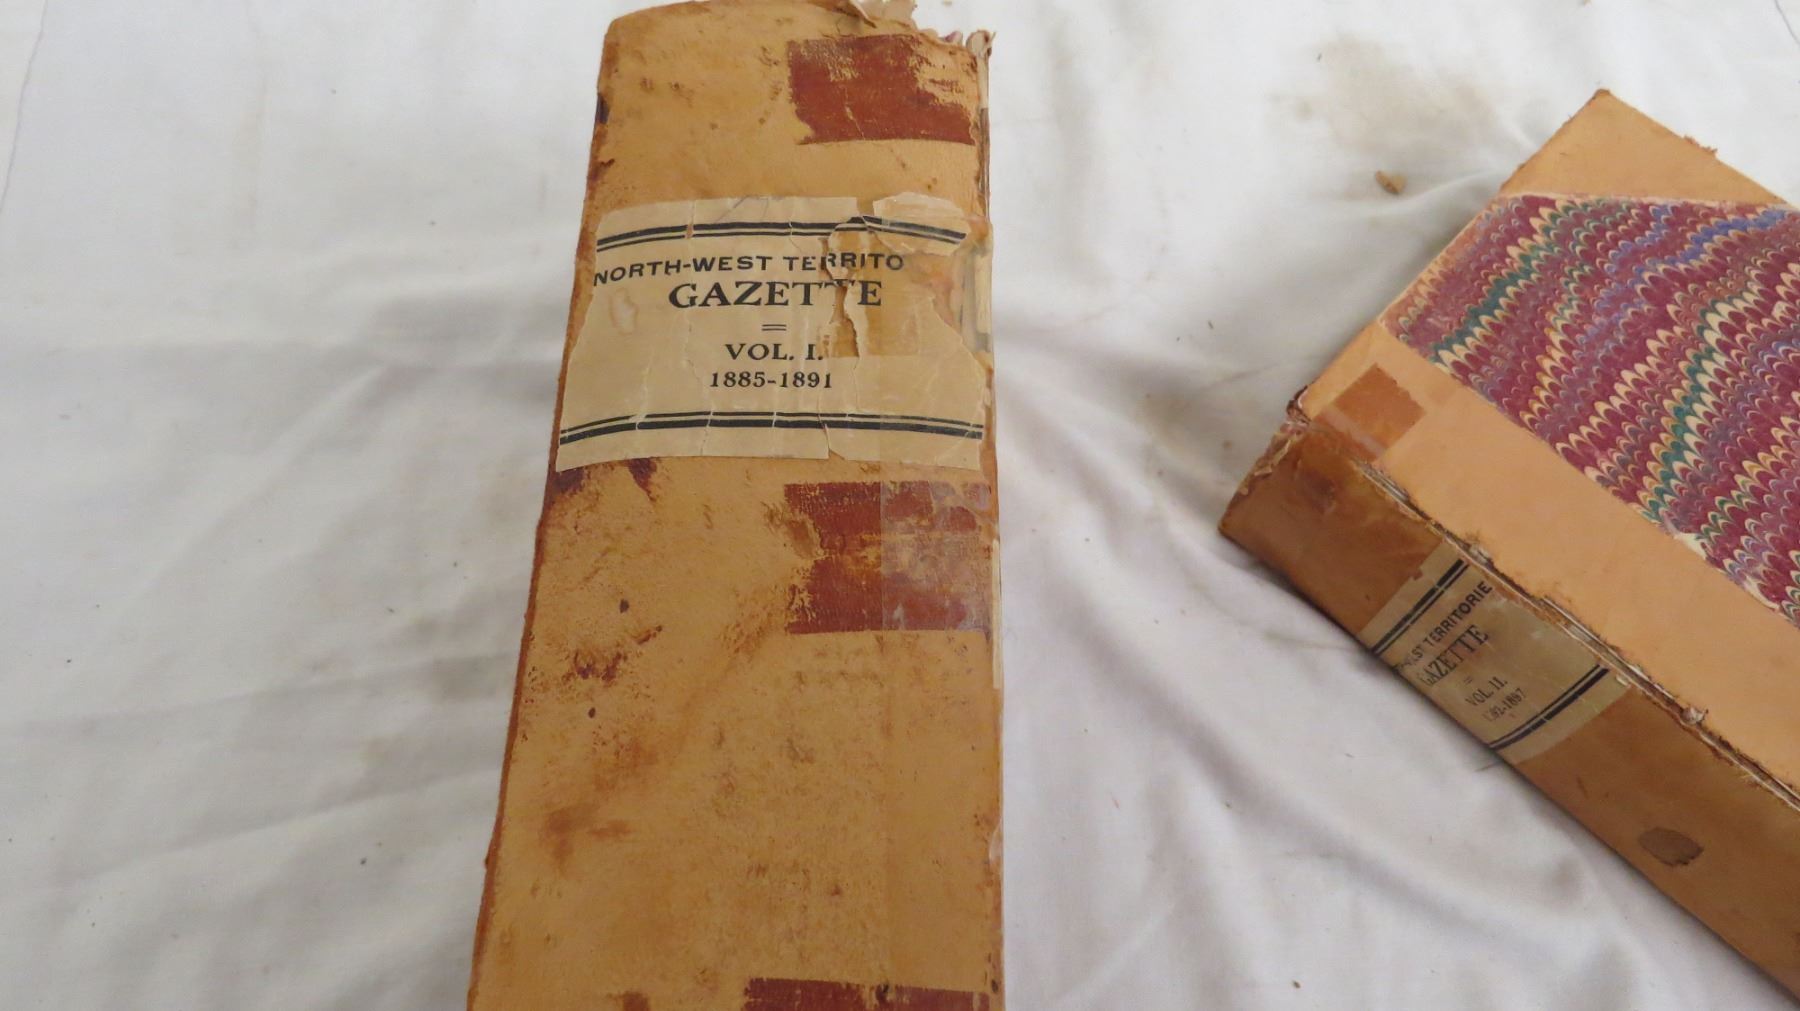 NORTH-WEST TERRITO
GAZETTE
VOL. I.
1885-1891
TERRITORIE
GAZETTE
VOL. II.